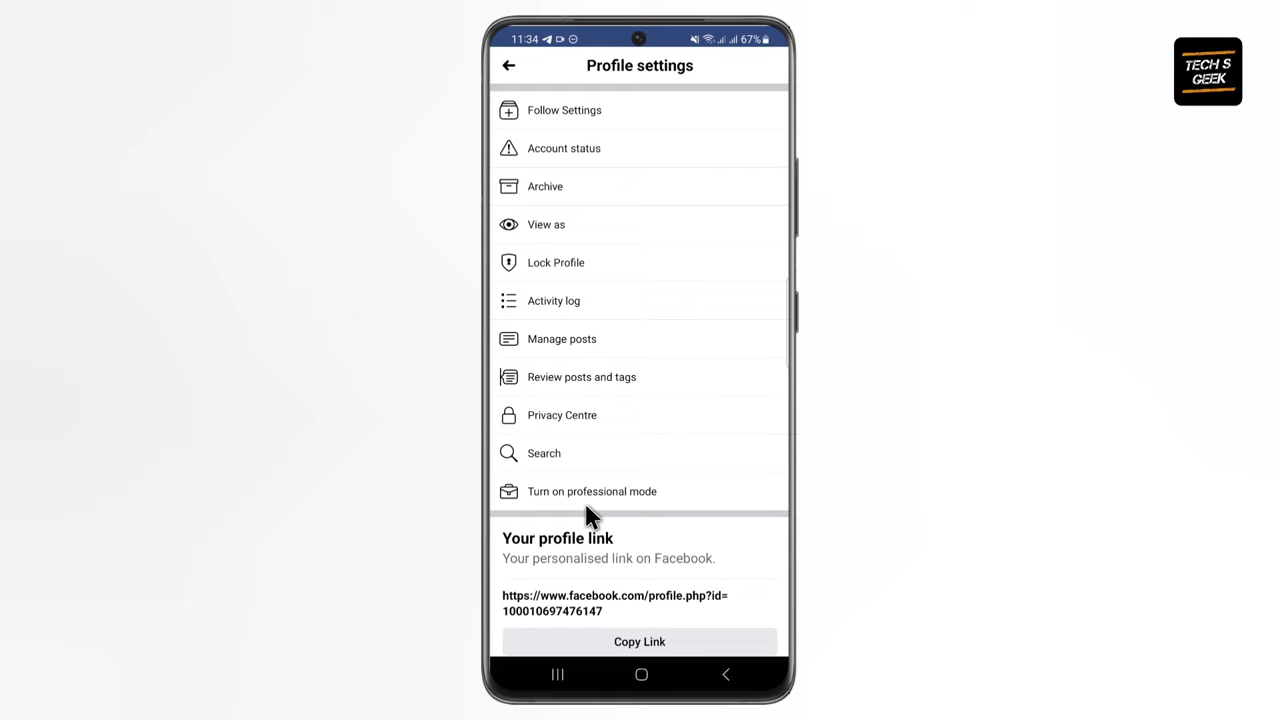 11:34
67%
TECH S
GEEK
Profile settings
Follow Settings
Account status
Archive
View as
Lock Profile
Activity log
Manage posts
Review posts and tags
Privacy Centre
Search
Turn on professional mode
Your profile link
Your personalised link on Facebook.
https://www.facebook.com/profile.php?id=
100010697476147
Copy Link